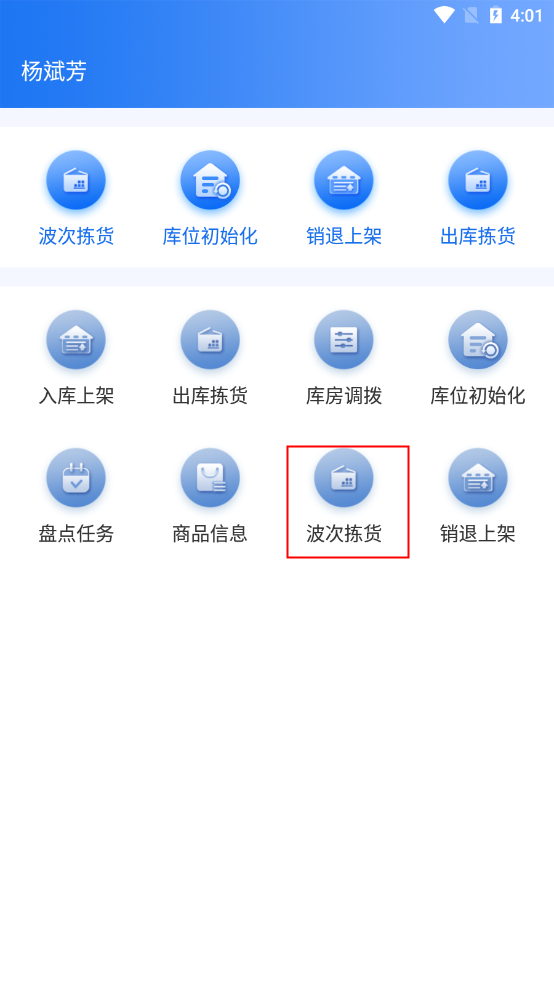 4:01
杨斌芳
波次拣货 库位初始化 销退上架 出库拣货
入库上架 出库拣货 库房调拨 库位初始化
盘点任务 商品信息 波次拣货 销退上架